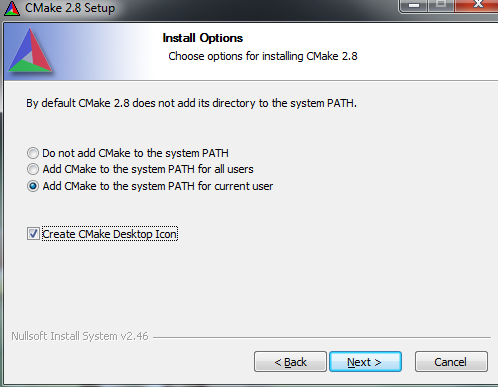 CMake 2.8 Setup
Install Options
Choose options for installing CMake 2.8
By default CMake 2.8 does not add its directory to the system PATH.
Do not add CMake to the system PATH
Add CMake to the system PATH for all users
Add CMake to the system PATH for current user
Create CMake Desktop Icon
Nullsoft Install System v2.46
< Back Next > Cancel